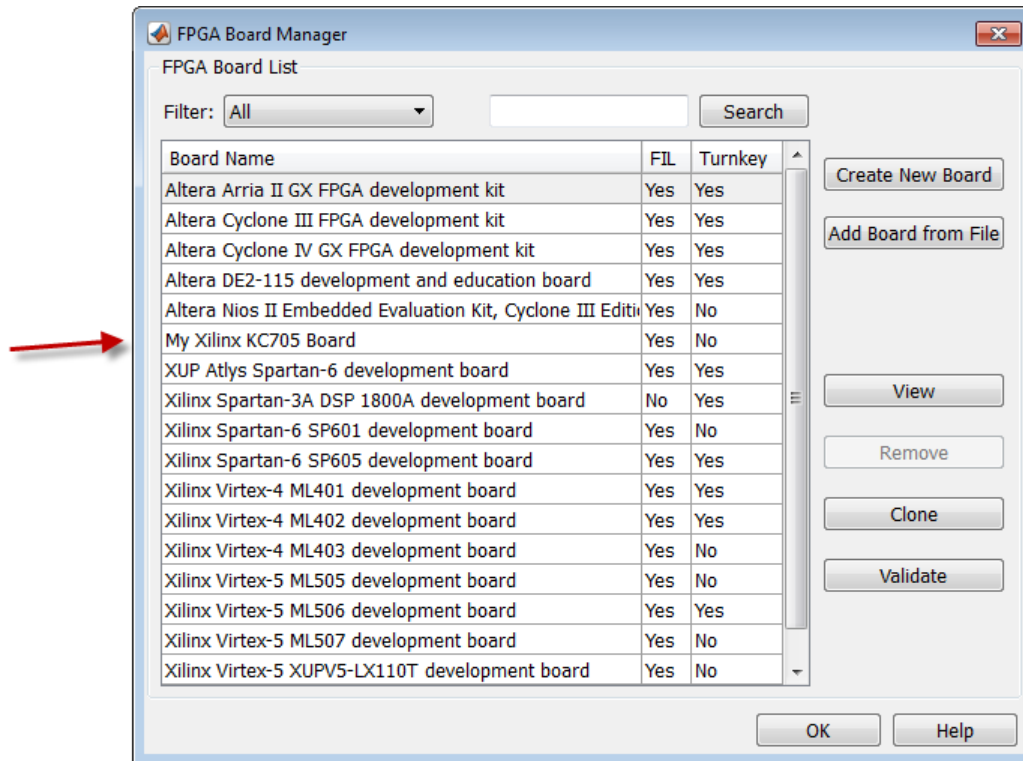 FPGA Board Manager
FPGA Board List
Filter: All Search
Board Name FIL Turnkey
Altera Arria II GX FPGA development kit Yes Yes
Altera Cyclone III FPGA development kit Yes Yes
Altera Cyclone IV GX FPGA development kit Yes Yes
Altera DE2-115 development and education board Yes Yes
Altera Nios II Embedded Evaluation Kit, Cyclone III Editi Yes No
My Xilinx KC705 Board Yes No
XUP Atlys Spartan-6 development board Yes Yes
Xilinx Spartan-3A DSP 1800A development board No Yes
Xilinx Spartan-6 SP601 development board Yes No
Xilinx Spartan-6 SP605 development board Yes Yes
Xilinx Virtex-4 ML401 development board Yes Yes
Xilinx Virtex-4 ML402 development board Yes Yes
Xilinx Virtex-4 ML403 development board Yes No
Xilinx Virtex-5 ML505 development board Yes No
Xilinx Virtex-5 ML506 development board Yes Yes
Xilinx Virtex-5 ML507 development board Yes No
Xilinx Virtex-5 XUPV5-LX110T development board Yes No
Create New Board
Add Board from File
View
Remove
Clone
Validate
OK Help